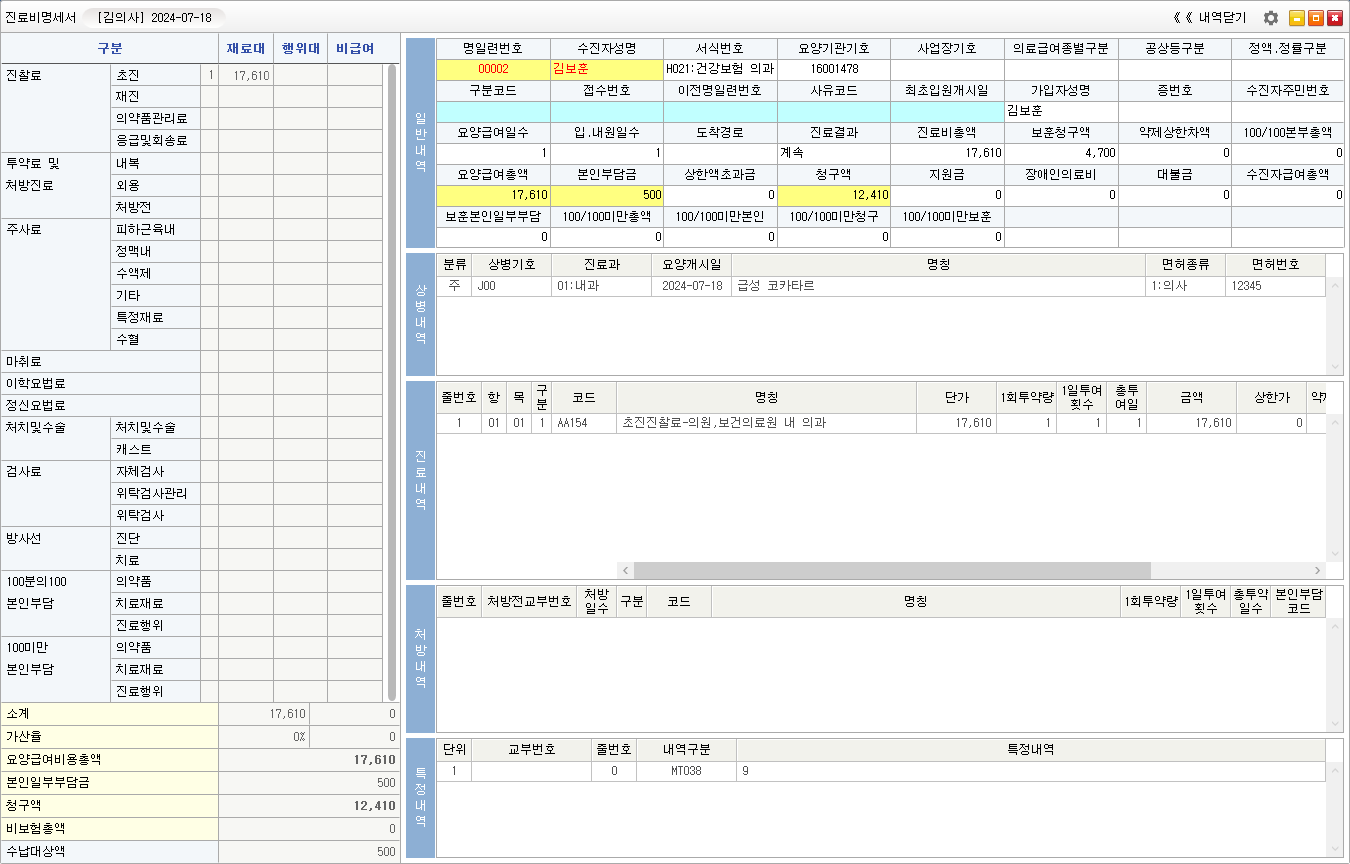 진료비명세서 [김의사] 2024-07-18 《 《 내역닫기
구분 재료대 행위대 비급여
진찰료 초진 1 17,610
재진
의약품관리료
응급및회송료
투약료 및 내복
처방진료 외용
처방전
주사료 피하근육내
정맥내
수액제
기타
특정재료
수혈
마취료
이학요법료
정신요법료
처치및수술 처치및수술
캐스트
검사료 자체검사
위탁검사관리
위탁검사
방사선 진단
치료
100분의100 의약품
본인부담 치료재료
진료행위
100미만 의약품
본인부담 치료재료
진료행위
소계 17,610 0
가산율 0% 0
요양급여비용총액 17,610
본인일부부담금 500
청구액 12,410
비보험총액 0
수납대상액 500
일반내역
명일련번호 수진자성명 서식번호 요양기관기호 사업장기호 의료급여종별구분 공상등구분 정액.정률구분
00002 김보훈 H021:건강보험 의과 16001478
구분코드 접수번호 이전명일련번호 사유코드 최초입원개시일 가입자성명 증번호 수진자주민번호
김보훈
요양급여일수 입.내원일수 도착경로 진료결과 진료비총액 보훈청구액 약제상한차액 100/100본부총액
1 1 계속 17,610 4,700 0 0
요양급여총액 본인부담금 상한액초과금 청구액 지원금 장애인의료비 대불금 수진자급여총액
17,610 500 0 12,410 0 0 0 0
보훈본인일부부담 100/100미만총액 100/100미만본인 100/100미만청구 100/100미만보훈
0 0 0 0 0
상병내역
분류 상병기호 진료과 요양개시일 명칭 면허종류 면허번호
주 J00 01:내과 2024-07-18 급성 코카타르 1:의사 12345
진료내역
줄번호 항 목 구분 코드 명칭 단가 1회투약량 1일투여횟수 총투여일 금액 상한가
1 01 01 1 AA154 초진진찰료-의원,보건의료원 내 의과 17,610 1 1 1 17,610 0
처방내역
줄번호 처방전교부번호 처방일수 구분 코드 명칭 1회투약량 1일투여횟수 총투약일수 본인부담코드
특정내역
단위 교부번호 줄번호 내역구분 특정내역
1 0 MT038 9